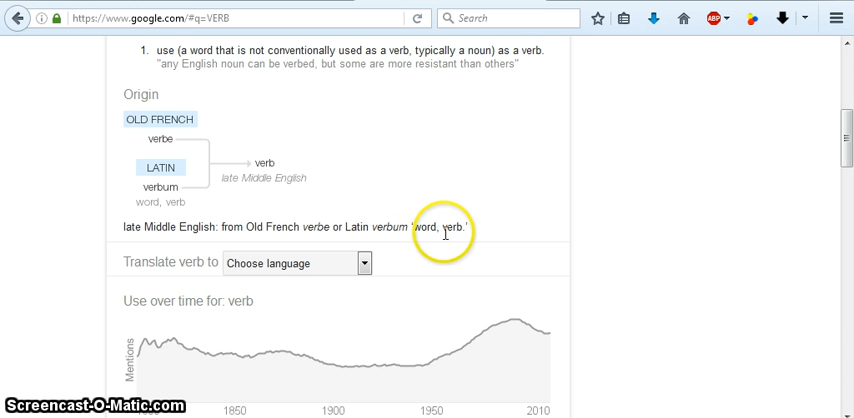 https://www.google.com/#q=VERB
Search
ABP
1. use (a word that is not conventionally used as a verb, typically a noun) as a verb.
"any English noun can be verbed, but some are more resistant than others"
Origin
OLD FRENCH
verbe
LATIN
verb
verbum
late Middle English
word, verb
late Middle English: from Old French verbe or Latin verbum ‘word, verb.’
Translate verb to Choose language
Use over time for: verb
Mentions
1850 1900 1950 2010
Screencast-O-Matic.com